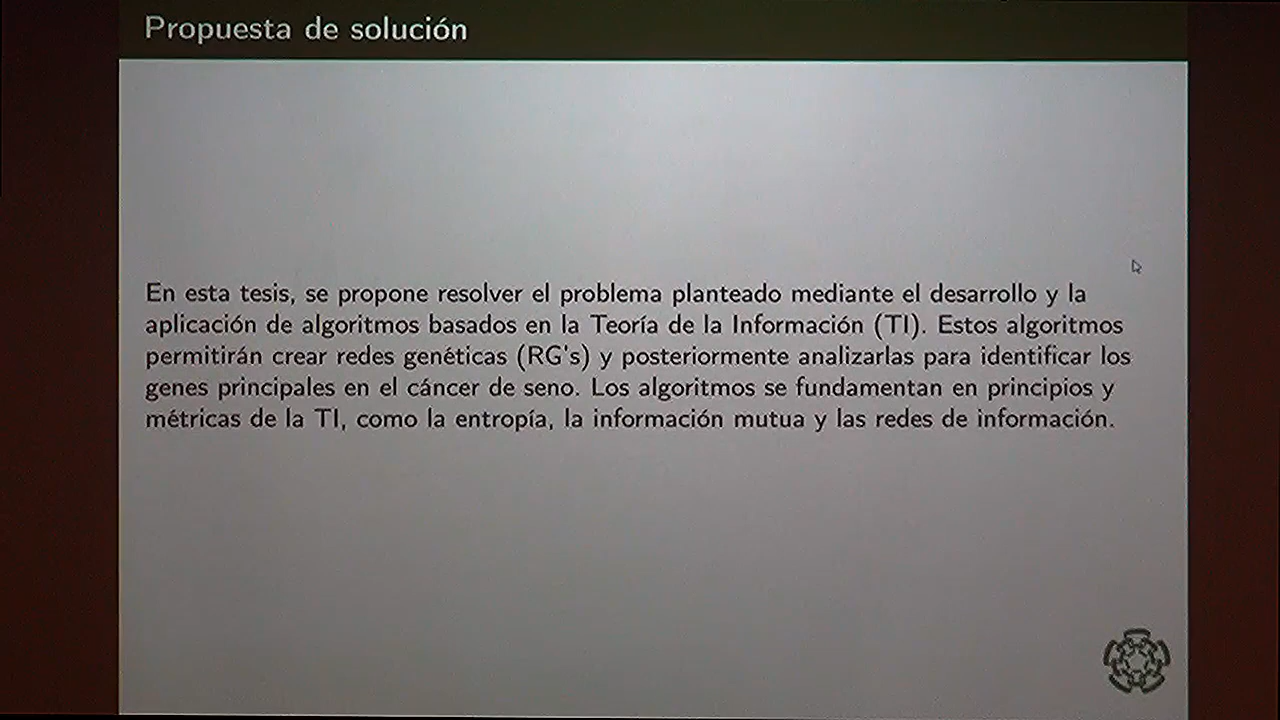 Propuesta de solución
En esta tesis, se propone resolver el problema planteado mediante el desarrollo y la
aplicación de algoritmos basados en la Teoría de la Información (TI). Estos algoritmos
permitirán crear redes genéticas (RG's) y posteriormente analizarlas para identificar los
genes principales en el cáncer de seno. Los algoritmos se fundamentan en principios y
métricas de la TI, como la entropía, la información mutua y las redes de información.